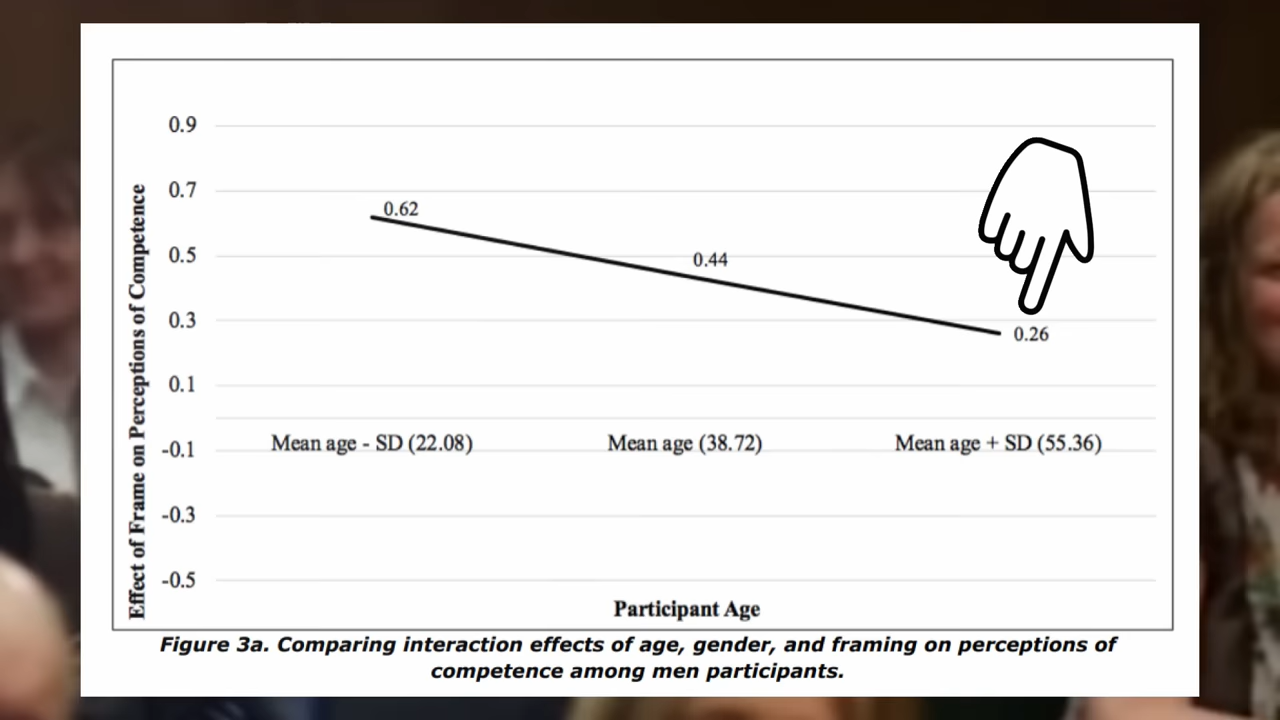 Effect of Frame on Perceptions of Competence
0.9
0.7
0.5
0.3
0.1
-0.1
-0.3
-0.5
0.62
0.44
0.26
Mean age - SD (22.08)
Mean age (38.72)
Mean age + SD (55.36)
Participant Age
Figure 3a. Comparing interaction effects of age, gender, and framing on perceptions of
competence among men participants.